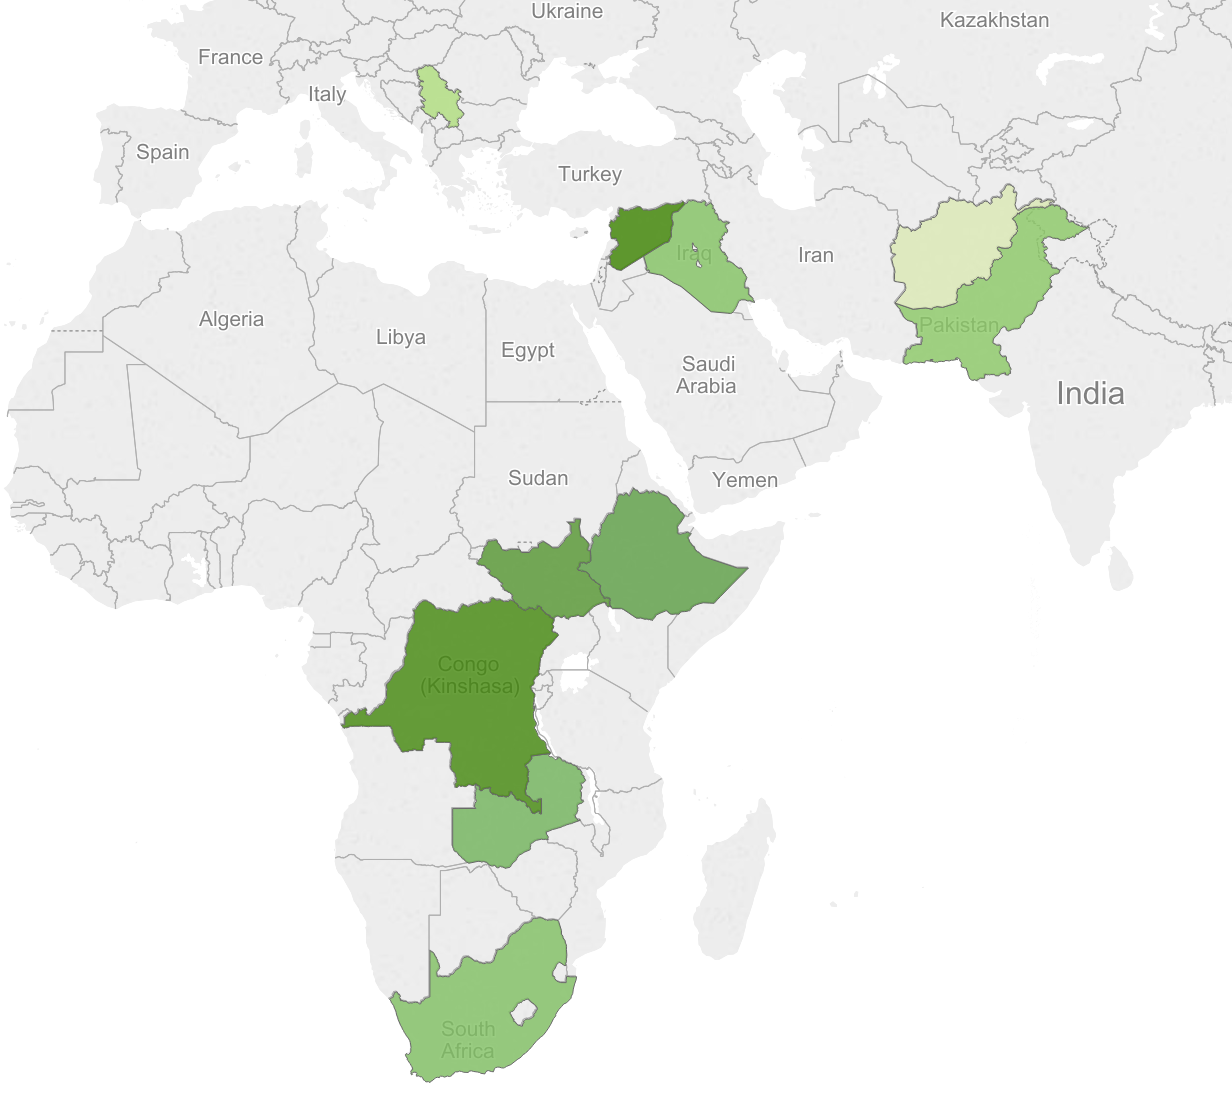 Ukraine
Kazakhstan
France
Italy
Spain
Turkey
Iraq
Iran
Algeria
Libya
Egypt
Pakistan
Saudi
Arabia
India
Sudan
Yemen
Congo
(Kinshasa)
South
Africa